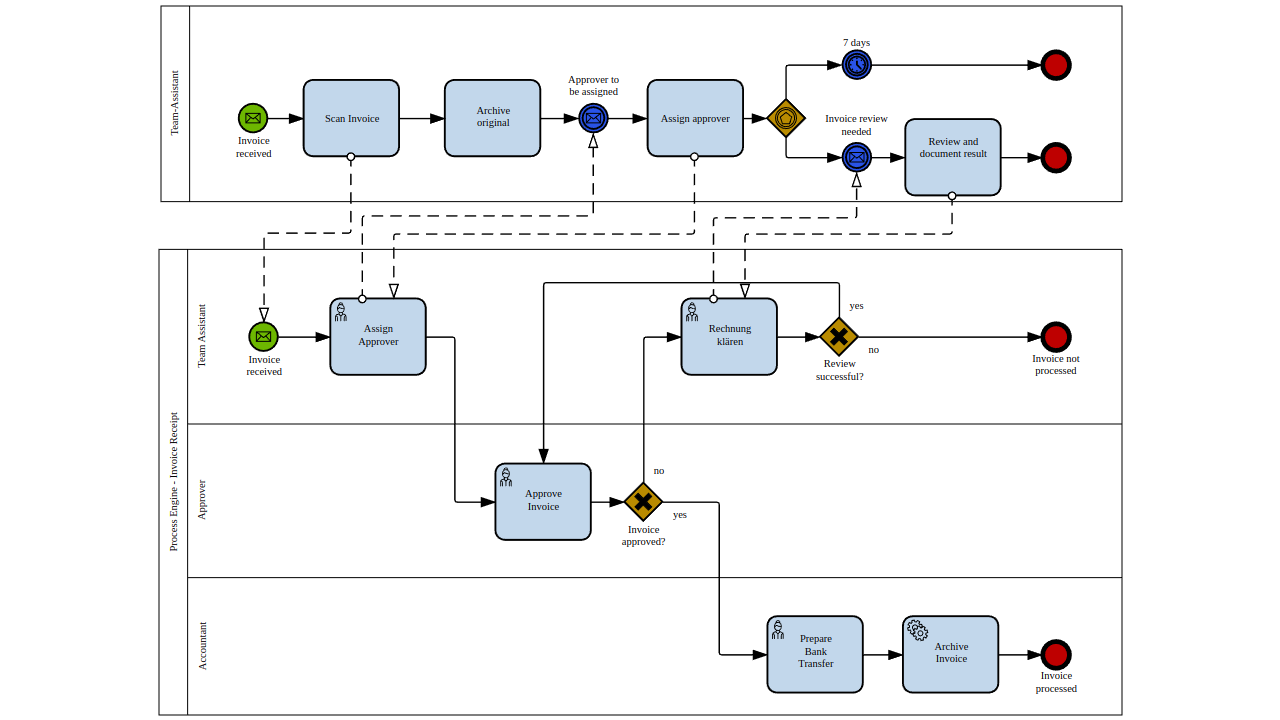 Team-Assistant
Invoice
received
Scan Invoice
Archive
original
Approver to
be assigned
Assign approver
7 days
Invoice review
needed
Review and
document result
Process Engine - Invoice Receipt
Team Assistant
Invoice
received
Assign
Approver
Rechnung
klären
yes
no
Review
successful?
Invoice not
processed
Approver
Approve
Invoice
no
yes
Invoice
approved?
Accountant
Prepare
Bank
Transfer
Archive
Invoice
Invoice
processed